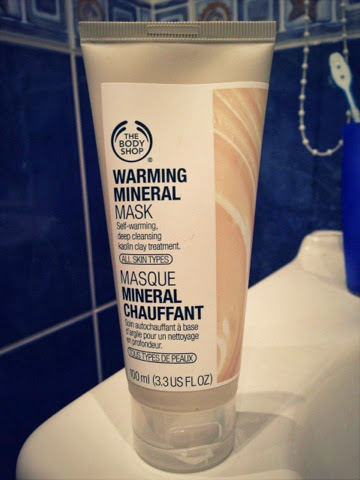 THE
BODY
SHOP
®
WARMING
MINERAL
MASK
Self-warming,
deep cleansing
kaolin clay treatment.
ALL SKIN TYPES
MASQUE
MINERAL
CHAUFFANT
Soin autochauffant à base
d'argile pour un nettoyage
en profondeur.
TOUS TYPES DE PEAUX
100 ml (3.3 US FL OZ)